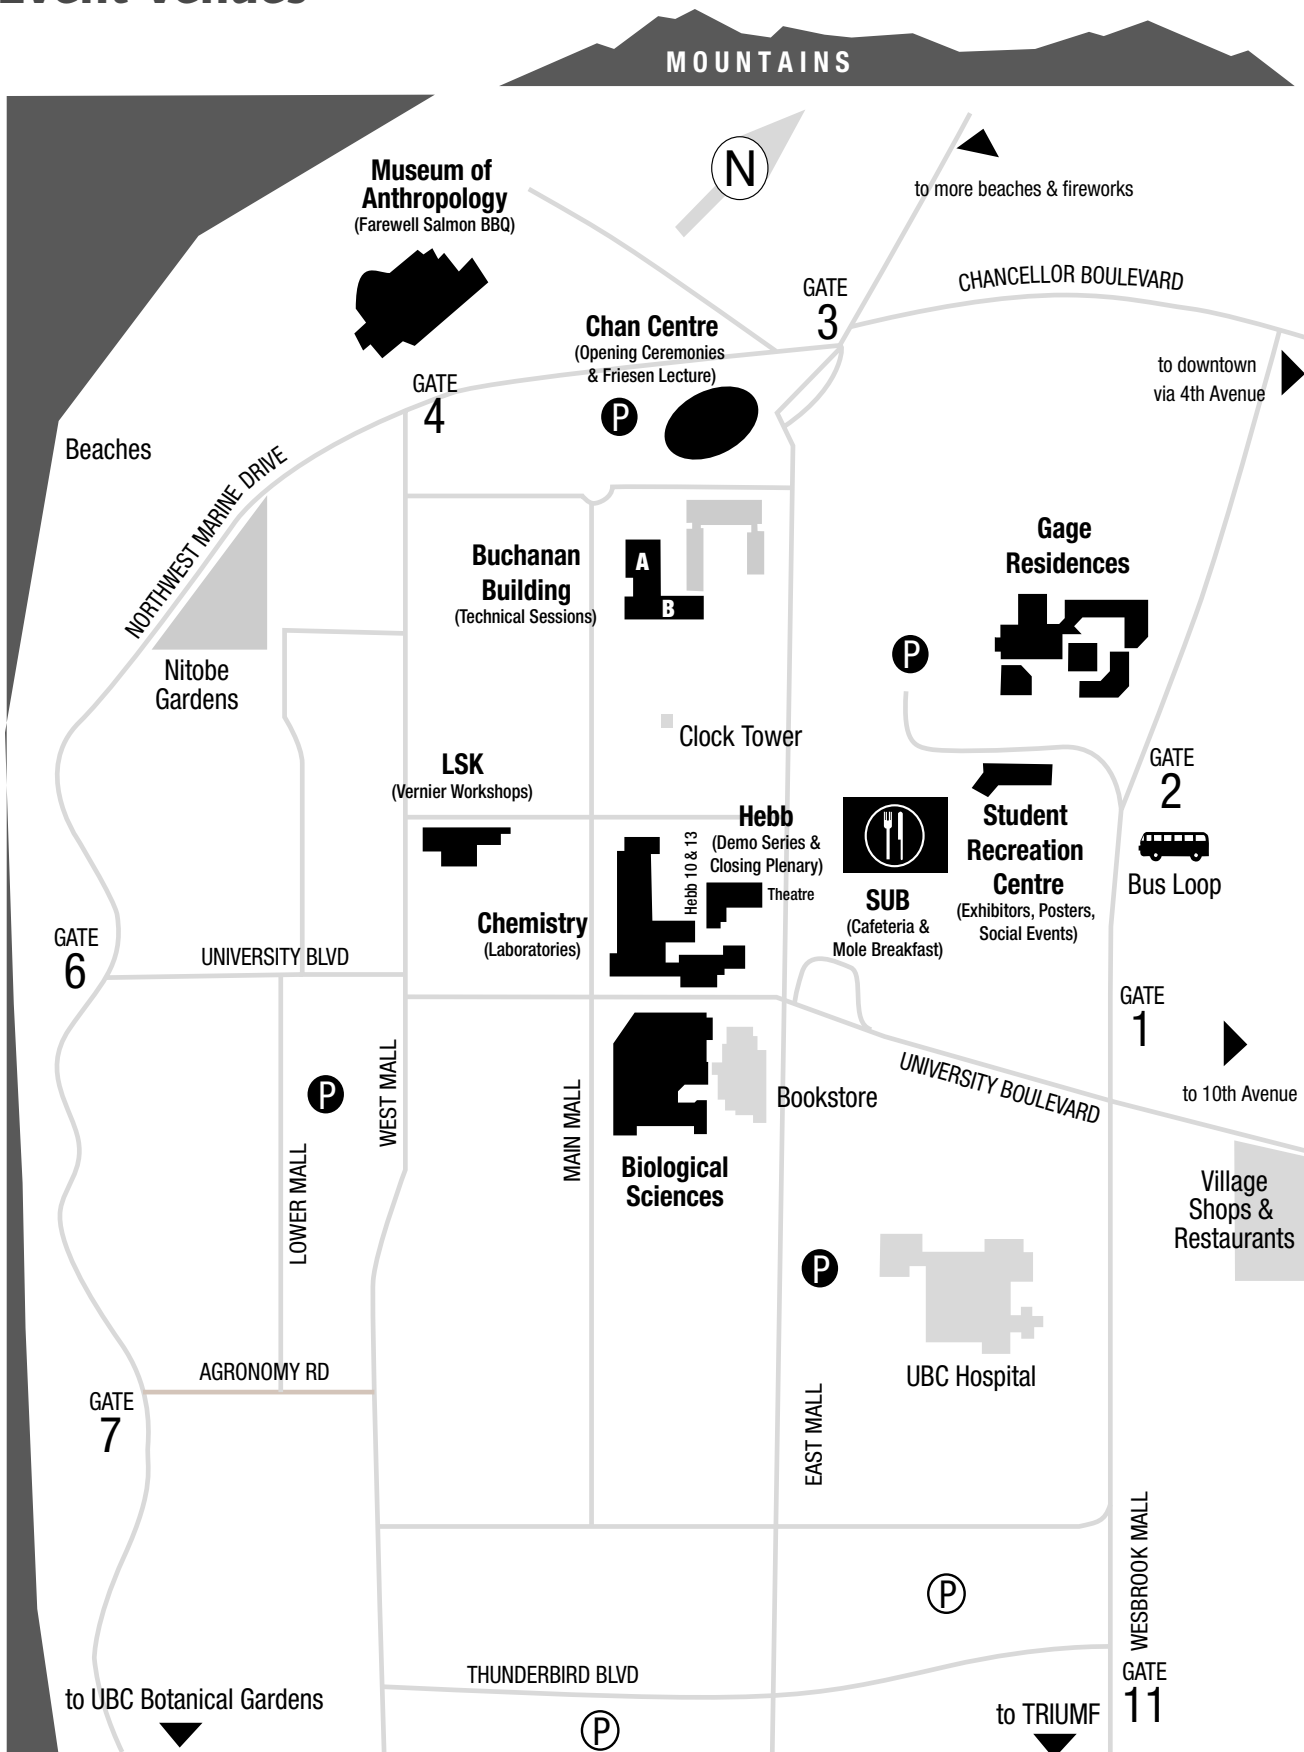 Event Venues
MOUNTAINS
N
to more beaches & fireworks
Museum of
Anthropology
(Farewell Salmon BBQ)
GATE
3
CHANCELLOR BOULEVARD
Chan Centre
(Opening Ceremonies
& Friesen Lecture)
P
to downtown
via 4th Avenue
GATE
4
Beaches
NORTHWEST MARINE DRIVE
Nitobe
Gardens
Buchanan
Building
(Technical Sessions)
A
B
Gage
Residences
P
Clock Tower
LSK
(Vernier Workshops)
GATE
2
Bus Loop
Hebb
(Demo Series &
Closing Plenary)
Theatre
Hebb 10 & 13
Student
Recreation
Centre
(Exhibitors, Posters,
Social Events)
SUB
(Cafeteria &
Mole Breakfast)
Chemistry
(Laboratories)
GATE
6
UNIVERSITY BLVD
GATE
1
to 10th Avenue
UNIVERSITY BOULEVARD
Bookstore
P
WEST MALL
LOWER MALL
MAIN MALL
Biological
Sciences
Village
Shops &
Restaurants
P
UBC Hospital
AGRONOMY RD
GATE
7
EAST MALL
WESBROOK MALL
P
THUNDERBIRD BLVD
GATE
11
to UBC Botanical Gardens
P
to TRIUMF